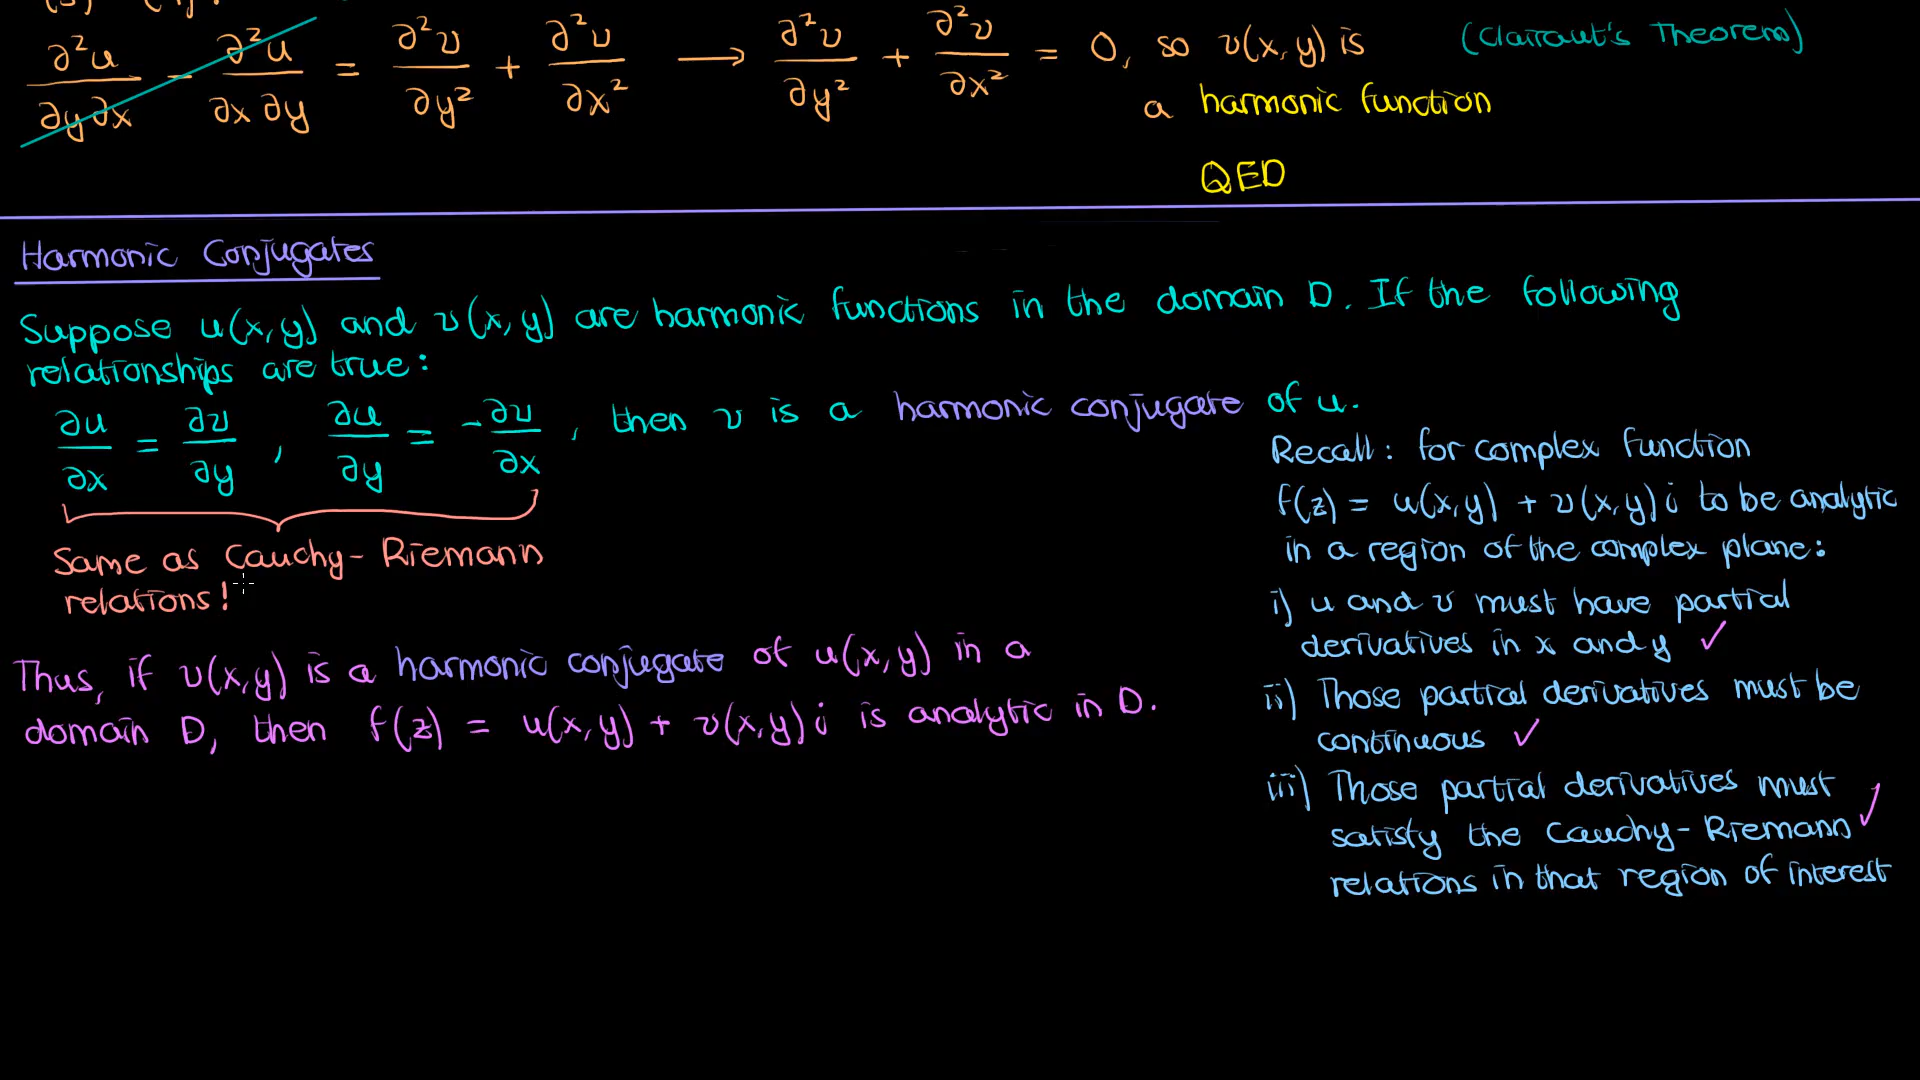 ∂²u/∂y∂x - ∂²u/∂x∂y = ∂²v/∂y² + ∂²v/∂x² → ∂²v/∂y² + ∂²v/∂x² = 0, so v(x,y) is (Clairaut's Theorem)
a harmonic function
QED
Harmonic Conjugates
Suppose u(x,y) and v(x,y) are harmonic functions in the domain D. If the following
relationships are true:
∂u/∂x = ∂v/∂y , ∂u/∂y = -∂v/∂x , then v is a harmonic conjugate of u.
Same as Cauchy-Riemann
relations!
Thus, if v(x,y) is a harmonic conjugate of u(x,y) in a
domain D, then f(z) = u(x,y) + v(x,y)i is analytic in D.
Recall: for complex function
f(z) = u(x,y) + v(x,y)i to be analytic
in a region of the complex plane:
i) u and v must have partial
derivatives in x and y ✓
ii) Those partial derivatives must be
continuous ✓
iii) Those partial derivatives must
satisfy the Cauchy-Riemann ✓
relations in that region of interest